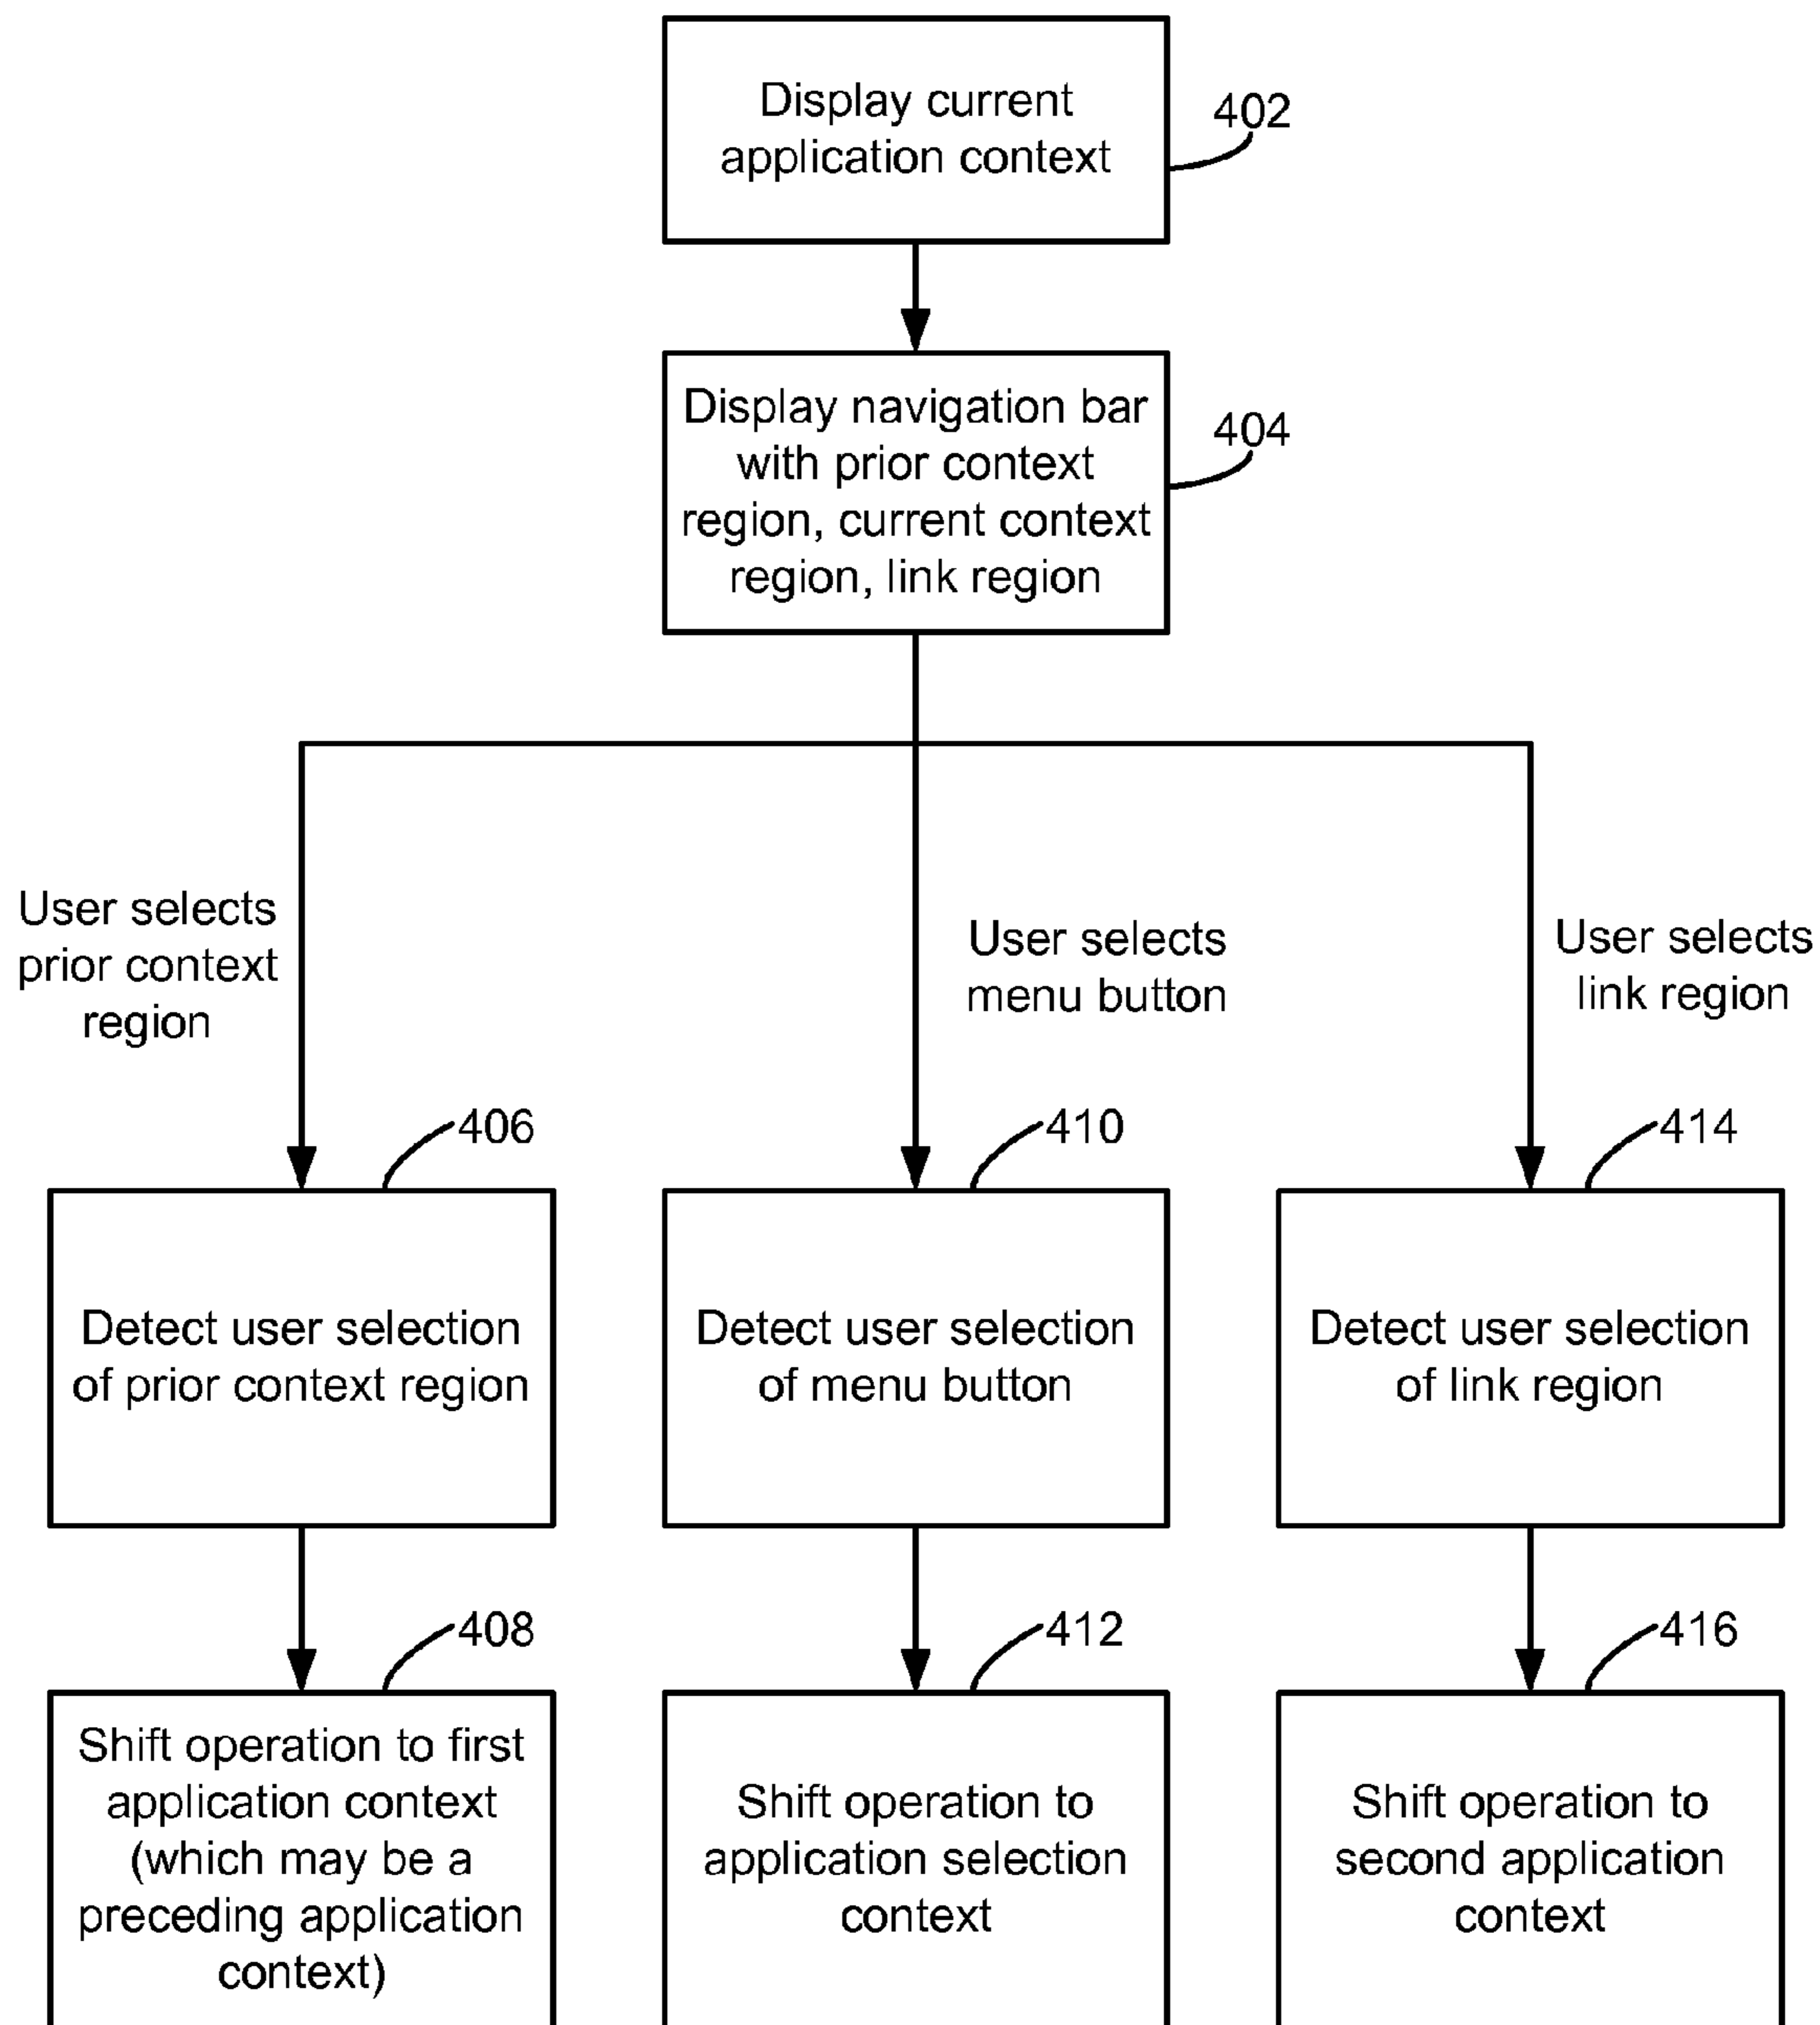 Display current
application context
402
Display navigation bar
with prior context
region, current context
region, link region
404
User selects
prior context
region
User selects
menu button
User selects
link region
406
410
414
Detect user selection
of prior context region
Detect user selection
of menu button
Detect user selection
of link region
408
412
416
Shift operation to first
application context
(which may be a
preceding application
context)
Shift operation to
application selection
context
Shift operation to
second application
context